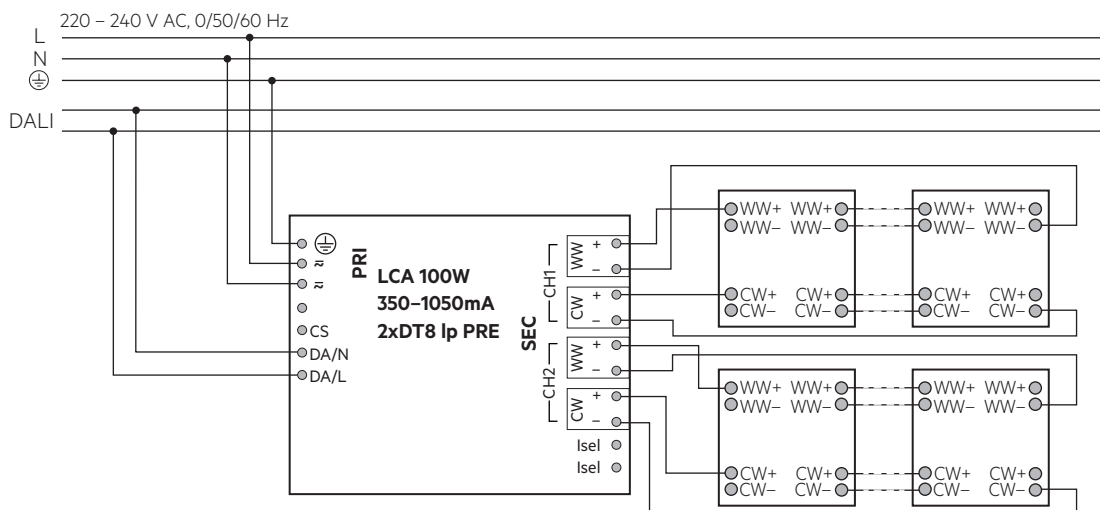 220 – 240 V AC, 0/50/60 Hz
L
N
DALI
PRI
LCA 100W
350–1050mA
2xDT8 lp PRE
SEC
CS
DA/N
DA/L
CH1
WW + –
CW + –
CH2
WW + –
CW + –
Isel
Isel
WW+ WW+ WW+ WW+
WW– WW– WW– WW–
CW+ CW+ CW+ CW+
CW– CW– CW– CW–
WW+ WW+ WW+ WW+
WW– WW– WW– WW–
CW+ CW+ CW+ CW+
CW– CW– CW– CW–